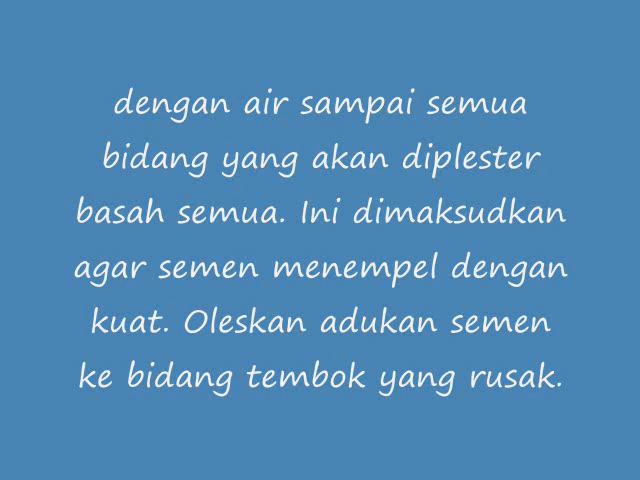 dengan air sampai semua
bidang yang akan diplester
basah semua. Ini dimaksudkan
agar semen menempel dengan
kuat. Oleskan adukan semen
ke bidang tembok yang rusak.